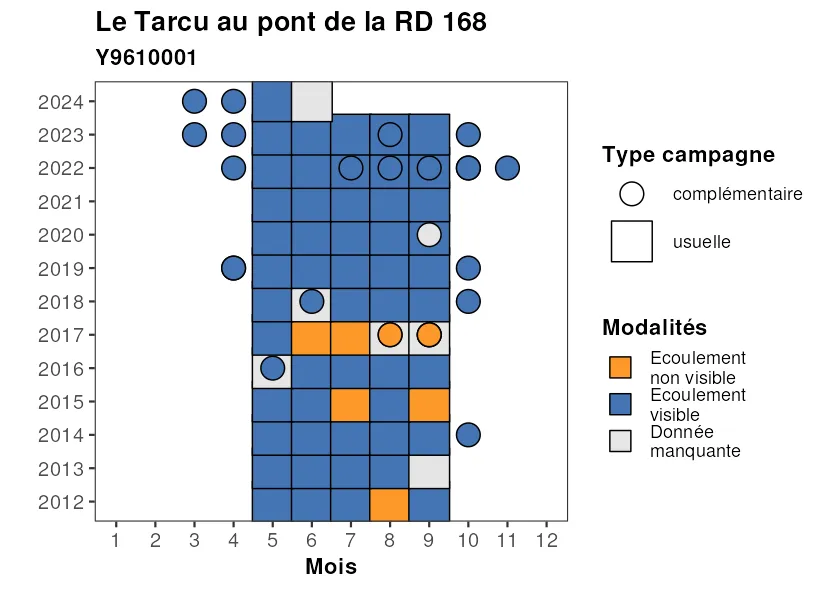 Le Tarcu au pont de la RD 168
Y9610001
2024
2023
2022
2021
2020
2019
2018
2017
2016
2015
2014
2013
2012
1 2 3 4 5 6 7 8 9 10 11 12
Mois
Type campagne
complémentaire
usuelle
Modalités
Ecoulement
non visible
Ecoulement
visible
Donnée
manquante